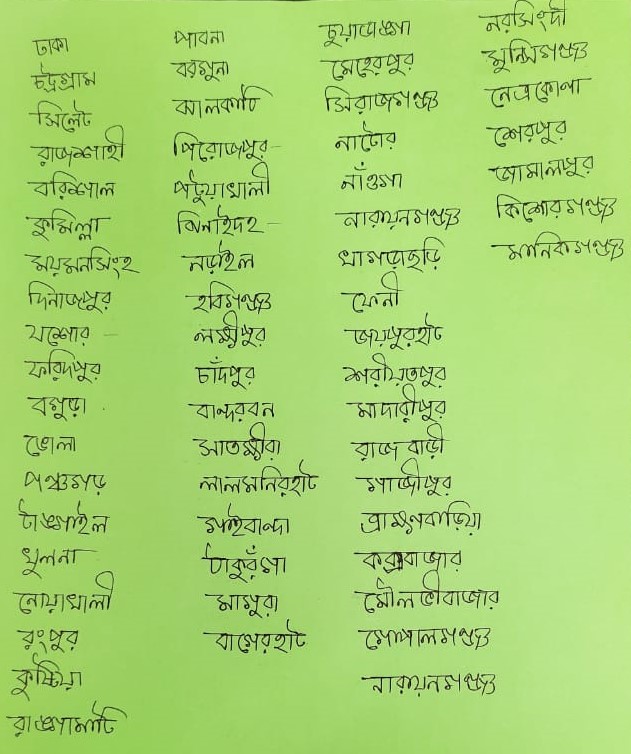 ঢাকা
চট্রগ্রাম
সিলেট
রাজশাহী
বরিশাল
কুমিল্লা
ময়মনসিংহ
দিনাজপুর
যশোর
ফরিদপুর
বগুড়া
ভোলা
পঞ্চগড়
টাঙ্গাইল
খুলনা
নোয়াখালী
রংপুর
কুষ্টিয়া
রাঙ্গামাটি
পাবনা
বরগুনা
ঝালকাটি
পিরোজপুর
পটুয়াখালী
ঝিনাইদহ
নড়াইল
হবিগঞ্জ
লক্ষীপুর
চাঁদপুর
বান্দরবন
সাতক্ষীরা
লালমনিরহাট
গাইবান্দা
ঠাকুরঁগা
মাগুরা
বাগেরহাট
চুয়াডাঙ্গা
মেহেরপুর
সিরাজগঞ্জ
নাটোর
নাঁওগা
নারায়নগঞ্জ
খাগড়াছড়ি
ফেনী
জয়পুরহাট
শরীয়তপুর
মাদারীপুর
রাজবাড়ী
গাজীপুর
ব্রাহ্মণবাড়িয়া
কক্সবাজার
মৌলভীবাজার
গোপালগঞ্জ
নারায়নগঞ্জ
নরসিংদী
মুন্সিগঞ্জ
নেত্রকোনা
শেরপুর
জামালপুর
কিশোরগঞ্জ
মানিকগঞ্জ